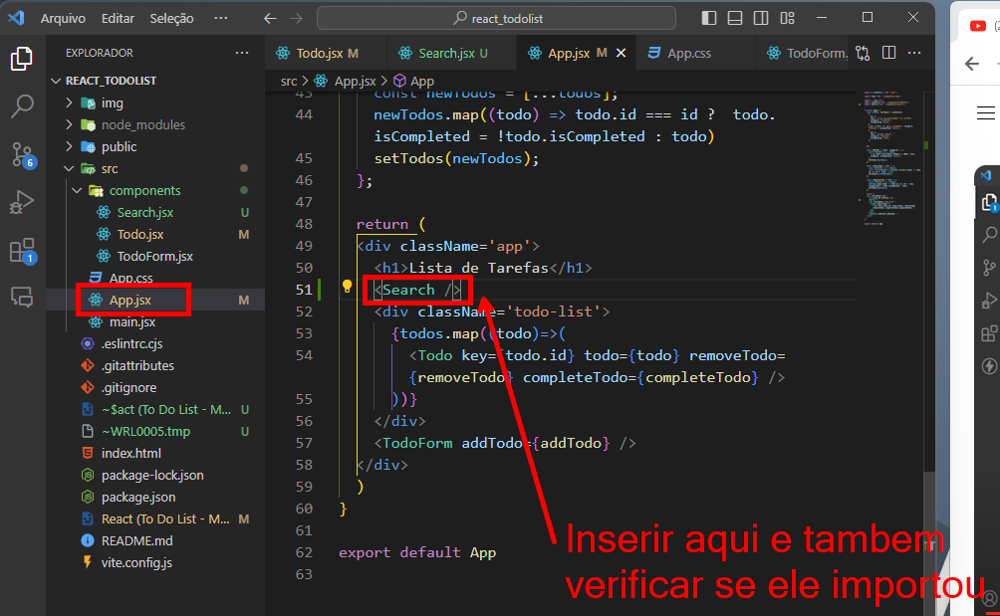 Arquivo Editar Seleção ··· react_todolist
EXPLORADOR ···
REACT_TODOLIST
img
node_modules
public
src
components
Search.jsx U
Todo.jsx M
TodoForm.jsx
App.css
App.jsx M
main.jsx
.eslintrc.cjs
.gitattributes
.gitignore
~$act (To Do List - M... U
~WRL0005.tmp U
index.html
package-lock.json
package.json
React (To Do List - M... M
README.md
vite.config.js
6
1
Todo.jsx M Search.jsx U App.jsx M App.css TodoForm. ···
src > App.jsx > App
43 const newTodos = [...todos];
44 newTodos.map((todo) => todo.id === id ? todo.
isCompleted = !todo.isCompleted : todo)
45 setTodos(newTodos);
46 };
47
48 return (
49 <div className='app'>
50 <h1>Lista de Tarefas</h1>
51 <Search />
52 <div className='todo-list'>
53 {todos.map((todo)=>(
54 <Todo key={todo.id} todo={todo} removeTodo=
{removeTodo} completeTodo={completeTodo} />
55 ))}
56 </div>
57 <TodoForm addTodo={addTodo} />
58 </div>
59 )
60 }
61
62 export default App
63
Inserir aqui e tambem
verificar se ele importou
(2
1